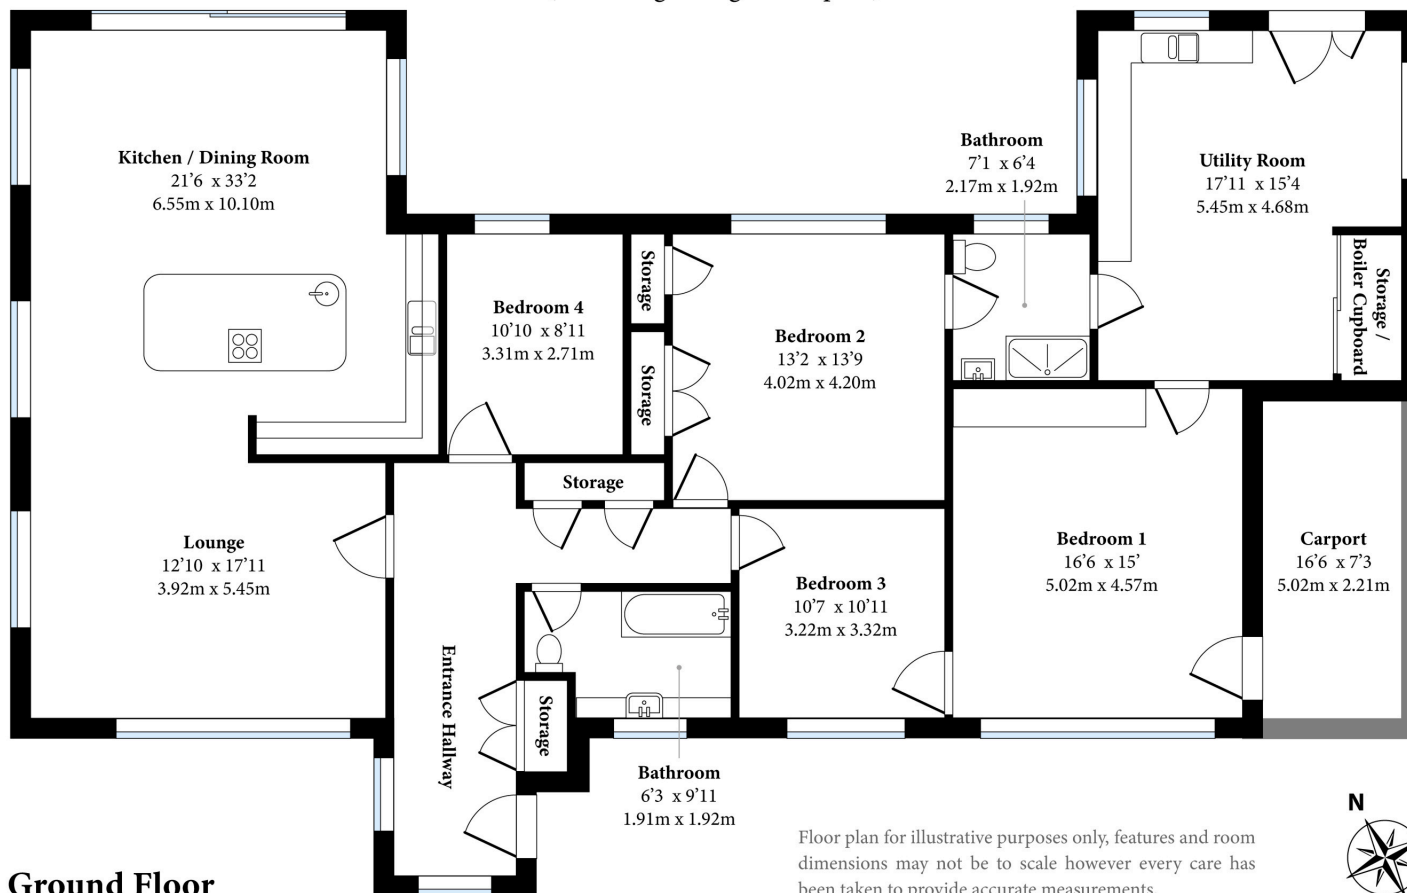 Kitchen / Dining Room
21’6 x 33’2
6.55m x 10.10m
Bathroom
7’1 x 6’4
2.17m x 1.92m
Utility Room
17’11 x 15’4
5.45m x 4.68m
Storage /
Boiler Cupboard
Storage
Storage
Bedroom 4
10’10 x 8’11
3.31m x 2.71m
Bedroom 2
13’2 x 13’9
4.02m x 4.20m
Storage
Lounge
12’10 x 17’11
3.92m x 5.45m
Bedroom 3
10’7 x 10’11
3.22m x 3.32m
Bedroom 1
16’6 x 15’
5.02m x 4.57m
Carport
16’6 x 7’3
5.02m x 2.21m
Entrance Hallway
Storage
Bathroom
6’3 x 9’11
1.91m x 1.92m
N
Floor plan for illustrative purposes only, features and room
dimensions may not be to scale however every care has
been taken to provide accurate measurements
Ground Floor